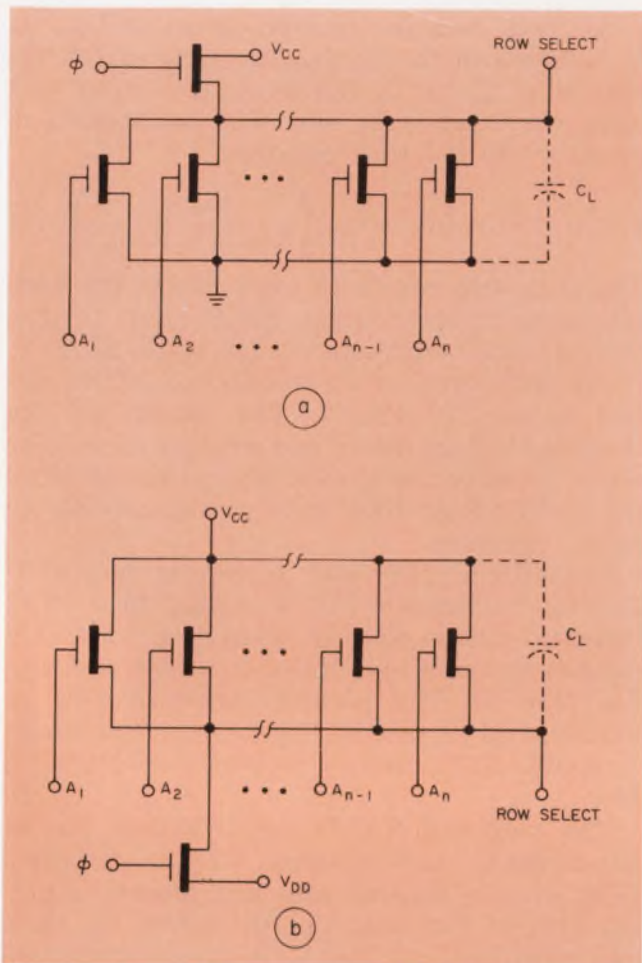 ROW SELECT
ϕ
VCC
CL
A1 A2 • • • An-1 An
a
VCC
CL
A1 A2 • • • An-1 An
ROW SELECT
ϕ
VDD
b